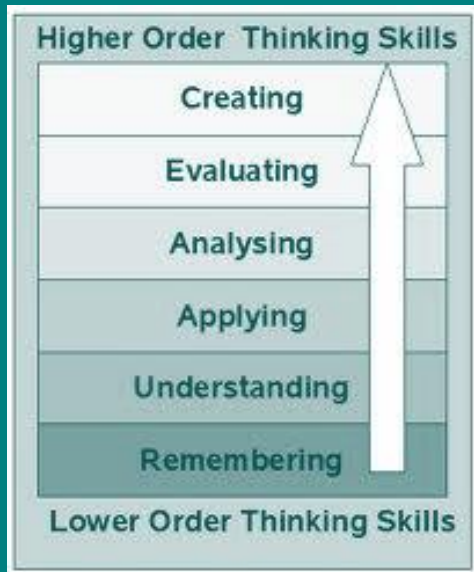 Higher Order Thinking Skills
Creating
Evaluating
Analysing
Applying
Understanding
Remembering
Lower Order Thinking Skills